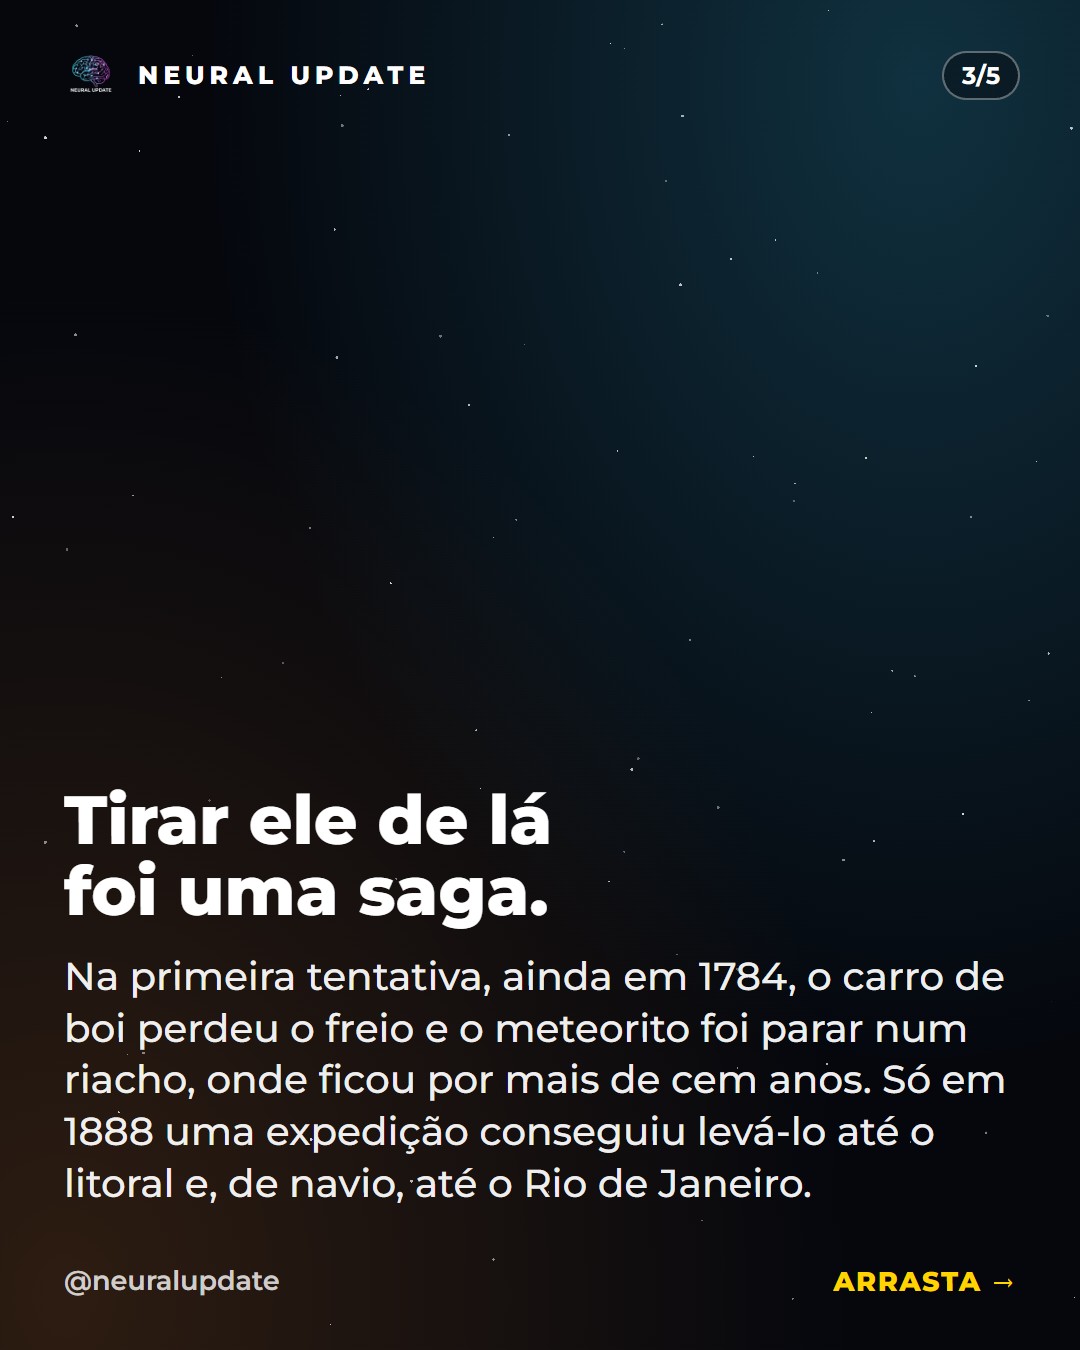 NEURAL UPDATE
NEURAL UPDATE
3/5
Tirar ele de lá
foi uma saga.
Na primeira tentativa, ainda em 1784, o carro de
boi perdeu o freio e o meteorito foi parar num
riacho, onde ficou por mais de cem anos. Só em
1888 uma expedição conseguiu levá-lo até o
litoral e, de navio, até o Rio de Janeiro.
@neuralupdate
ARRASTA →